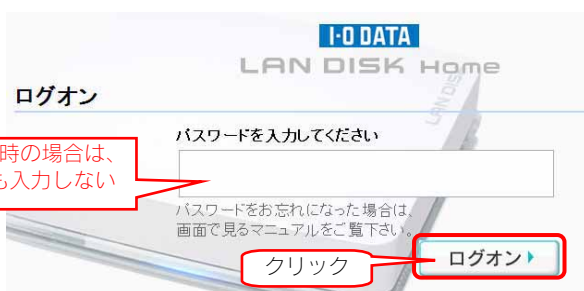 I-O DATA
LAN DISK Home
LAN DIS
ログオン
パスワードを入力してください
時の場合は、
も入力しない
パスワードをお忘れになった場合は、
画面で見るマニュアルをご覧下さい。
クリック
ログオン